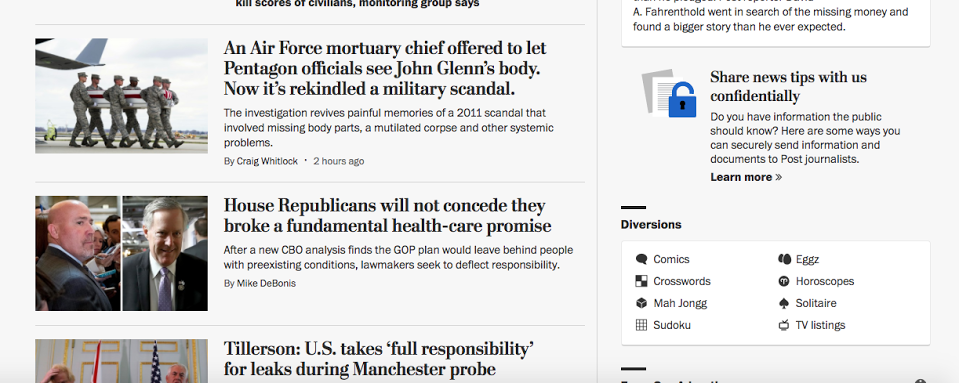 kill scores of civilians, monitoring group says
An Air Force mortuary chief offered to let
Pentagon officials see John Glenn's body.
Now it's rekindled a military scandal.
The investigation revives painful memories of a 2011 scandal that
involved missing body parts, a mutilated corpse and other systemic
problems.
By Craig Whitlock • 2 hours ago
House Republicans will not concede they
broke a fundamental health-care promise
After a new CBO analysis finds the GOP plan would leave behind people
with preexisting conditions, lawmakers seek to deflect responsibility.
By Mike DeBonis
Tillerson: U.S. takes 'full responsibility'
for leaks during Manchester probe
A. Fahrenthold went in search of the missing money and
found a bigger story than he ever expected.
Share news tips with us
confidentially
Do you have information the public
should know? Here are some ways you
can securely send information and
documents to Post journalists.
Learn more »
Diversions
Comics
Crosswords
Mah Jongg
Sudoku
Eggz
Horoscopes
Solitaire
TV listings